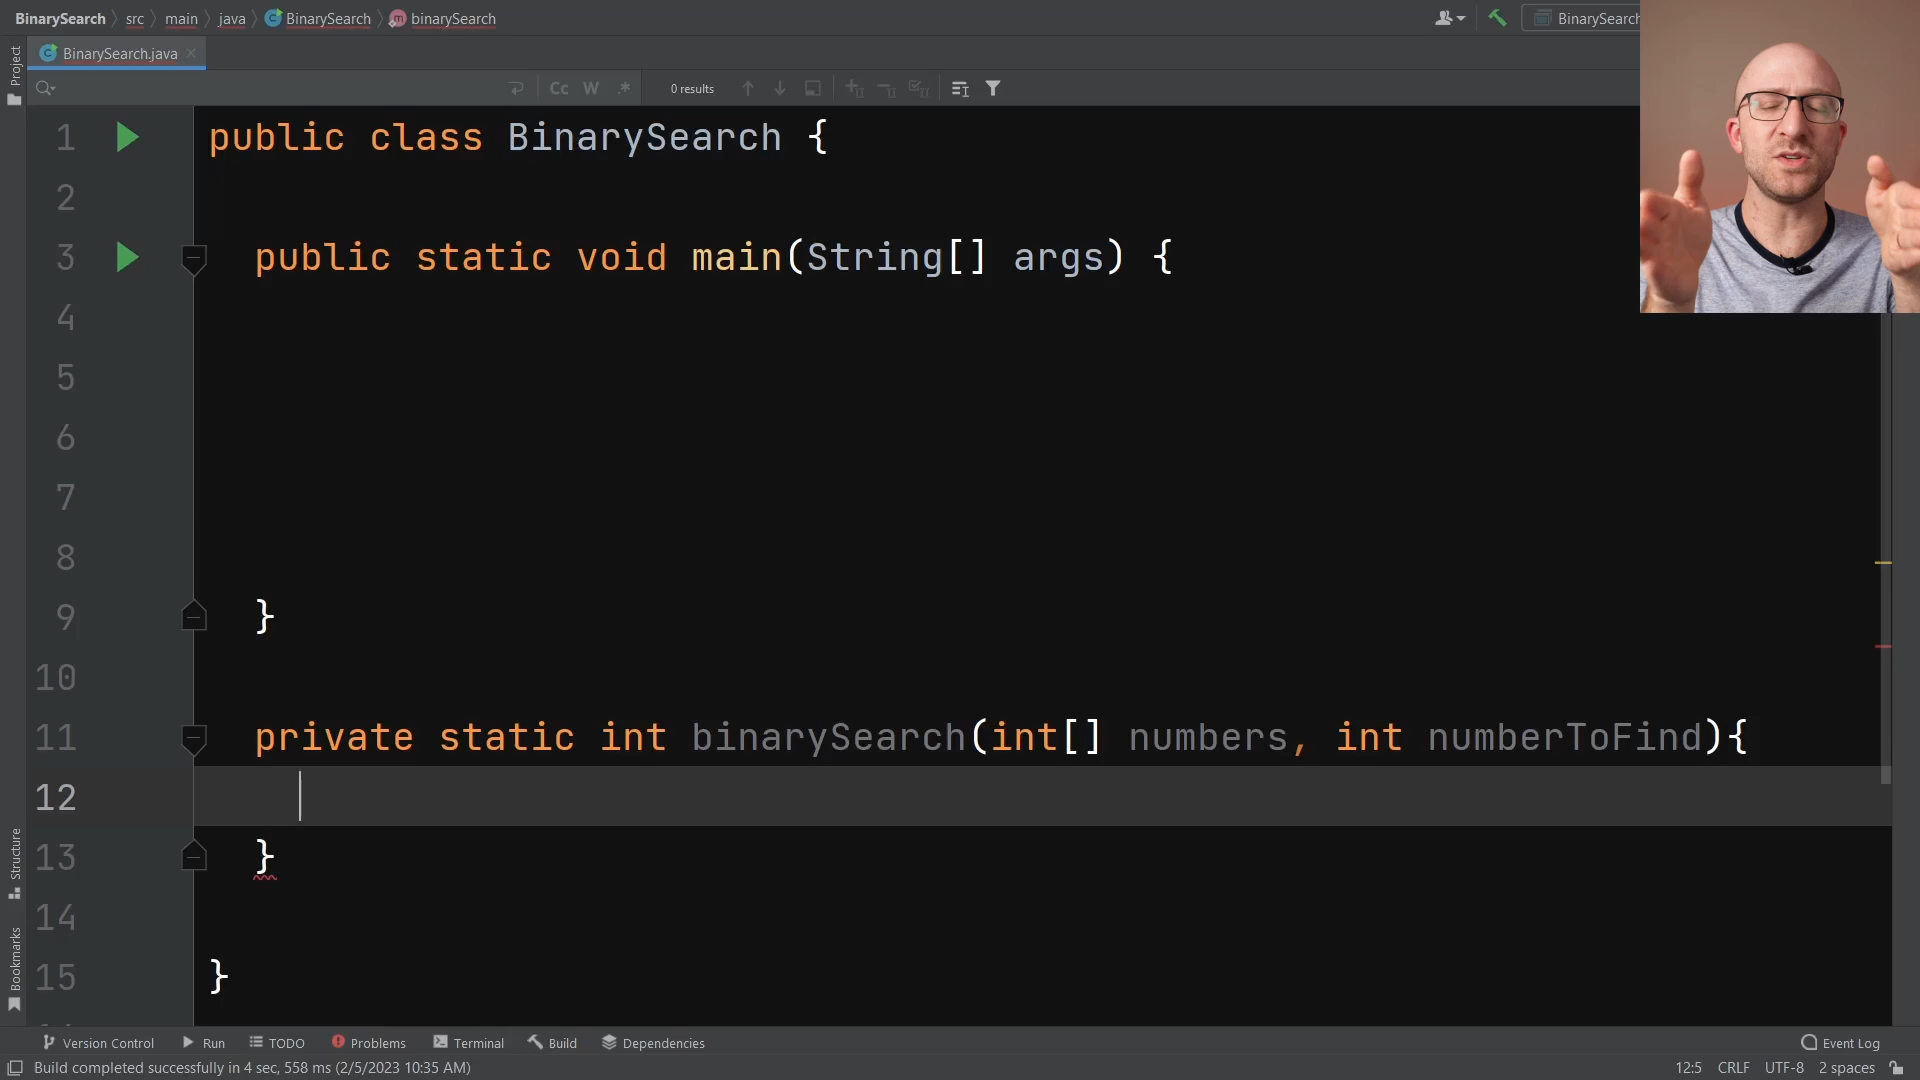 BinarySearch src main java BinarySearch binarySearch BinarySearch
Project
BinarySearch.java
Cc W .* 0 results
1 public class BinarySearch {
2
3 public static void main(String[] args) {
4
5
6
7
8
9 }
10
11 private static int binarySearch(int[] numbers, int numberToFind){
12
13 }
14
15 }
Structure
Bookmarks
Version Control Run TODO Problems Terminal Build Dependencies Event Log
Build completed successfully in 4 sec, 558 ms (2/5/2023 10:35 AM) 12:5 CRLF UTF-8 2 spaces